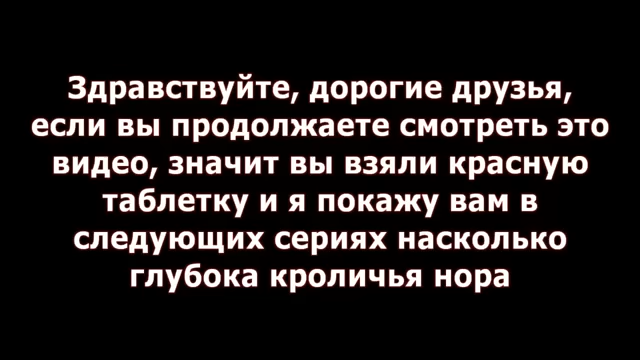 Здравствуйте, дорогие друзья,
если вы продолжаете смотреть это
видео, значит вы взяли красную
таблетку и я покажу вам в
следующих сериях насколько
глубока кроличья нора